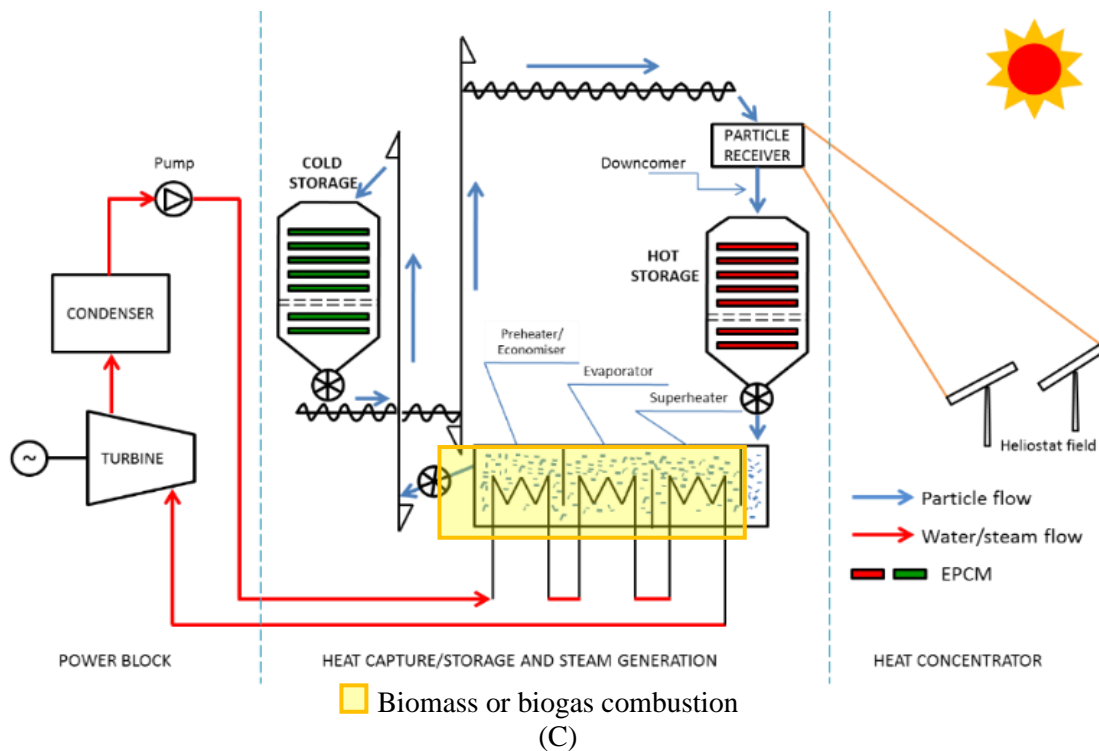 Pump
COLD
STORAGE
PARTICLE
RECEIVER
Downcomer
HOT
STORAGE
CONDENSER
Preheater/
Economiser
Evaporator
Superheater
TURBINE
~
Heliostat field
Particle flow
Water/steam flow
EPCM
POWER BLOCK
HEAT CAPTURE/STORAGE AND STEAM GENERATION
HEAT CONCENTRATOR
Biomass or biogas combustion
(C)